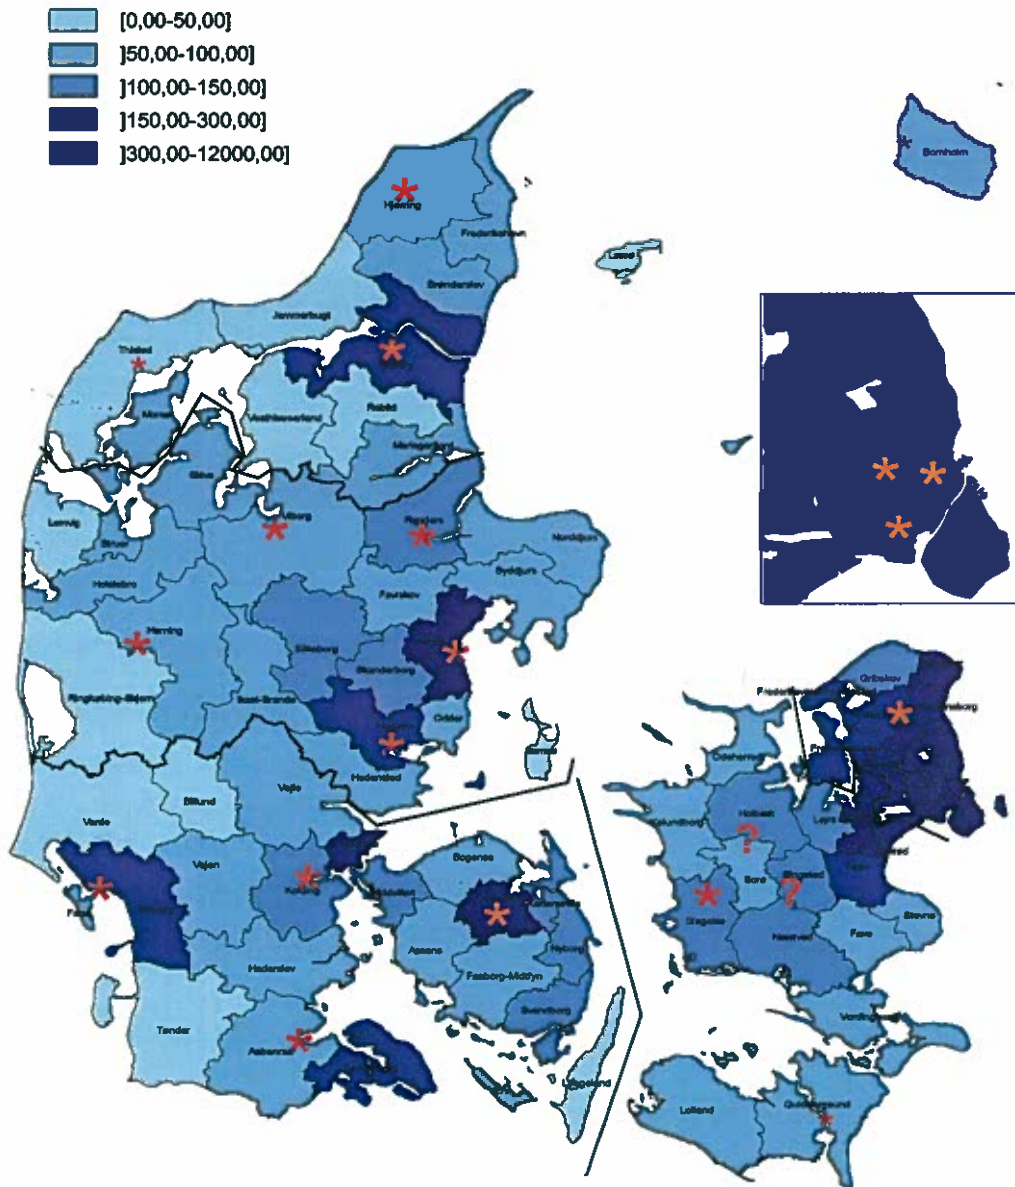 [0,00-50,00]
]50,00-100,00]
]100,00-150,00]
]150,00-300,00]
]300,00-12000,00]
Bornholm
*
*
Hjørring
Frederikshavn
Læsø
Brønderslev
Jammerbugt
Thisted
*
*
Morsø
Vesthimmerland
Rebild
Mariagerfjord
Skive
* * *
Lemvig
Struer
Viborg
*
Randers
*
Norddjurs
Holstebro
Syddjurs
Favrskov
Herning
*
Silkeborg
Skanderborg
*
Ringkøbing-Skjern
Ikast-Brande
Odder
*
Samsø
Hedensted
Gribskov
*
Odsherred
Varde
Billund
Vejle
Kalundborg
Holbæk
?
Lejre
Vejen
*
Kolding
*
Bogense
Middelfart
*
Sorø
Ringsted
?
Slagelse
*
Fanø
Stevns
Faxe
Næstved
Assens
Nyborg
Haderslev
Faaborg-Midtfyn
Svendborg
Vordingborg
Tønder
Aabenraa
*
Langeland
Lolland
Guldborgsund
*